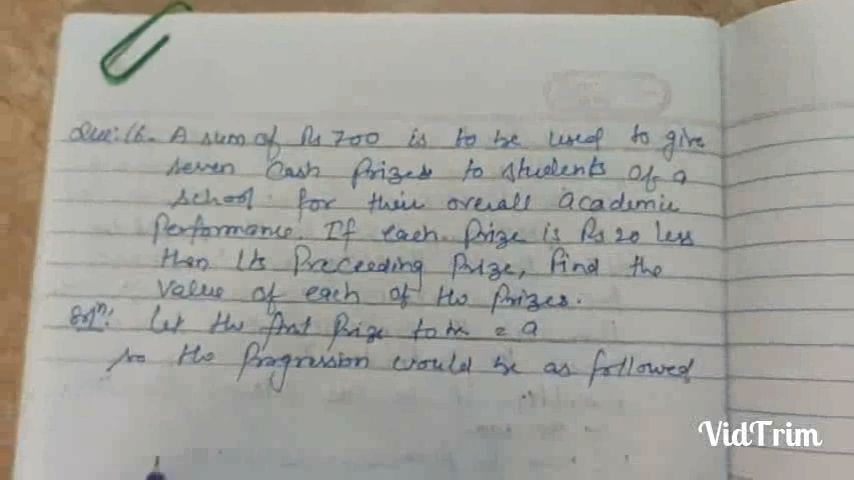 Que:16. A sum of Rs 700 is to be used to give
seven Cash Prizes to students of a
school for their overall academic
Performance. If each Prize is Rs 20 less
than its Preceeding Prize, find the
Value of each of the Prizes.
Solⁿ: Let the first Prize to be = a
so the Progression would be as followed
VidTrim